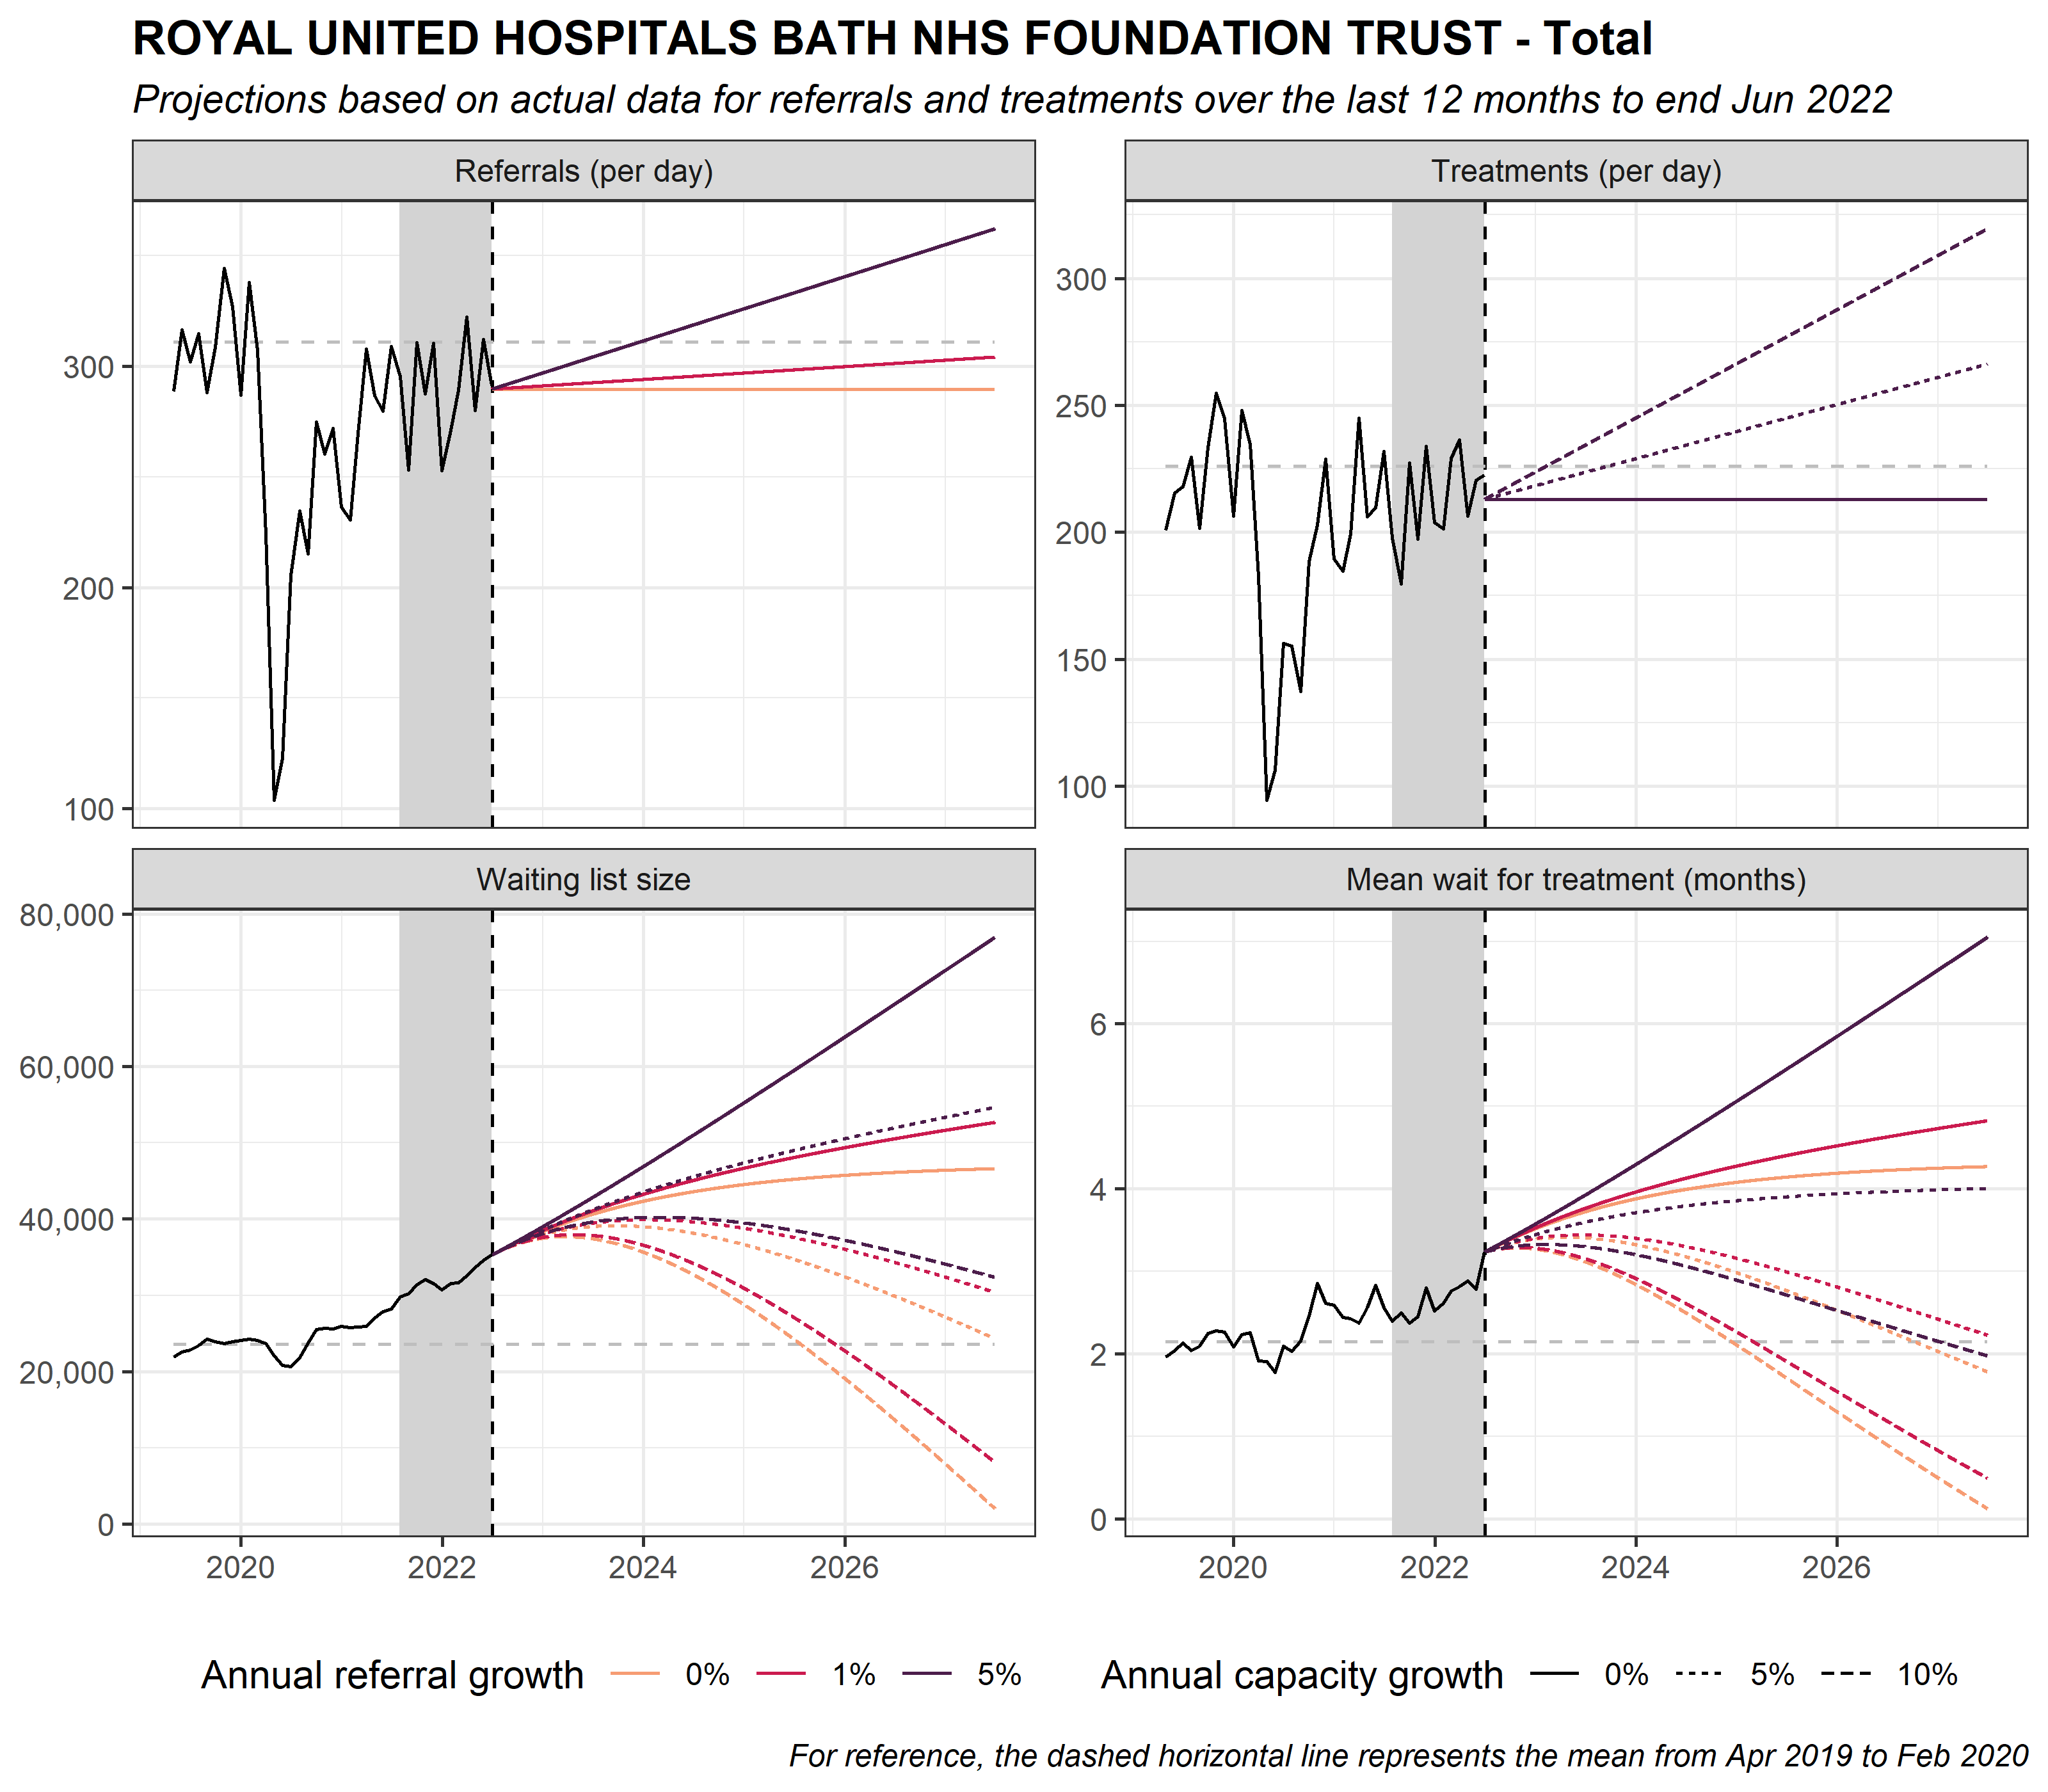 ROYAL UNITED HOSPITALS BATH NHS FOUNDATION TRUST - Total
Projections based on actual data for referrals and treatments over the last 12 months to end Jun 2022
Referrals (per day)
300
200
100
Treatments (per day)
300
250
200
150
100
Waiting list size
80,000
60,000
40,000
20,000
0
2020 2022 2024 2026
Mean wait for treatment (months)
6
4
2
0
2020 2022 2024 2026
Annual referral growth 0% 1% 5%
Annual capacity growth 0% 5% 10%
For reference, the dashed horizontal line represents the mean from Apr 2019 to Feb 2020